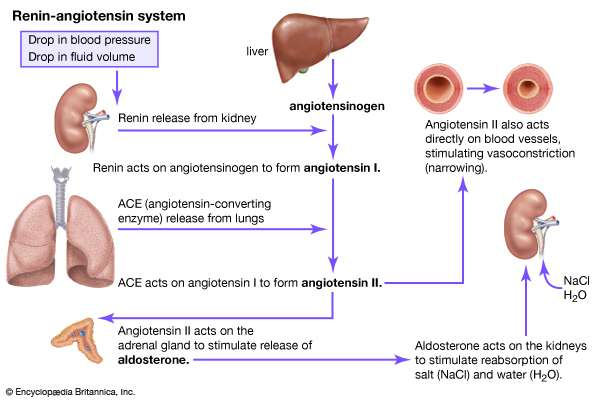 Renin-angiotensin system
Drop in blood pressure
Drop in fluid volume
liver
angiotensinogen
Renin release from kidney
Renin acts on angiotensinogen to form angiotensin I.
ACE (angiotensin-converting
enzyme) release from lungs
ACE acts on angiotensin I to form angiotensin II.
Angiotensin II also acts
directly on blood vessels,
stimulating vasoconstriction
(narrowing).
NaCl
H₂O
Angiotensin II acts on the
adrenal gland to stimulate release of
aldosterone.
Aldosterone acts on the kidneys
to stimulate reabsorption of
salt (NaCl) and water (H₂O).
© Encyclopædia Britannica, Inc.